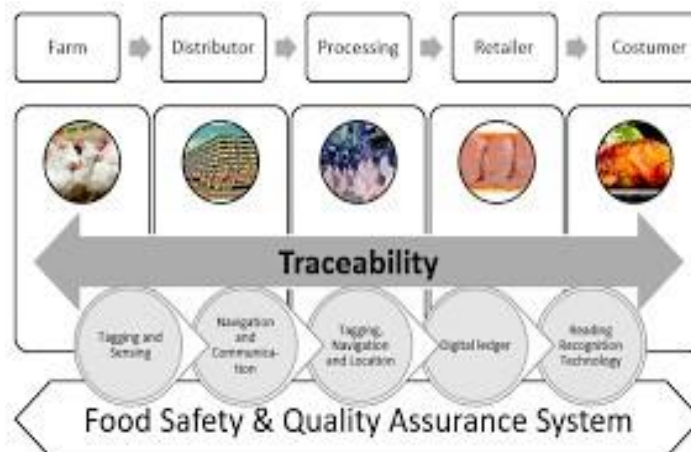 Farm
Distributor
Processing
Retailer
Costumer
Traceability
Tagging and
Sensing
Navigation
and
Communica-
tion
Tagging,
Navigation
and Location
Digital ledger
Reading
Recognition
Technology
Food Safety & Quality Assurance System